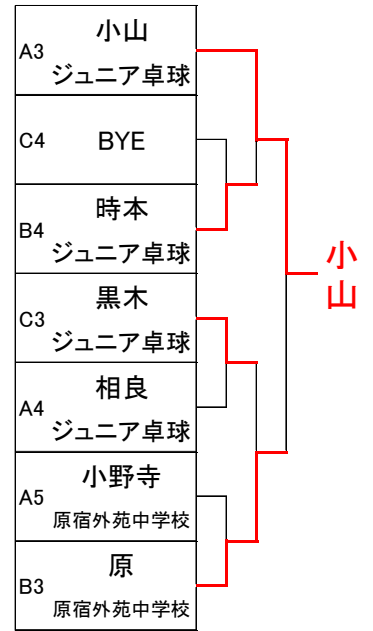 A3
小山
ジュニア卓球
C4
BYE
B4
時本
ジュニア卓球
C3
黒木
ジュニア卓球
A4
相良
ジュニア卓球
A5
小野寺
原宿外苑中学校
B3
原
原宿外苑中学校
小山